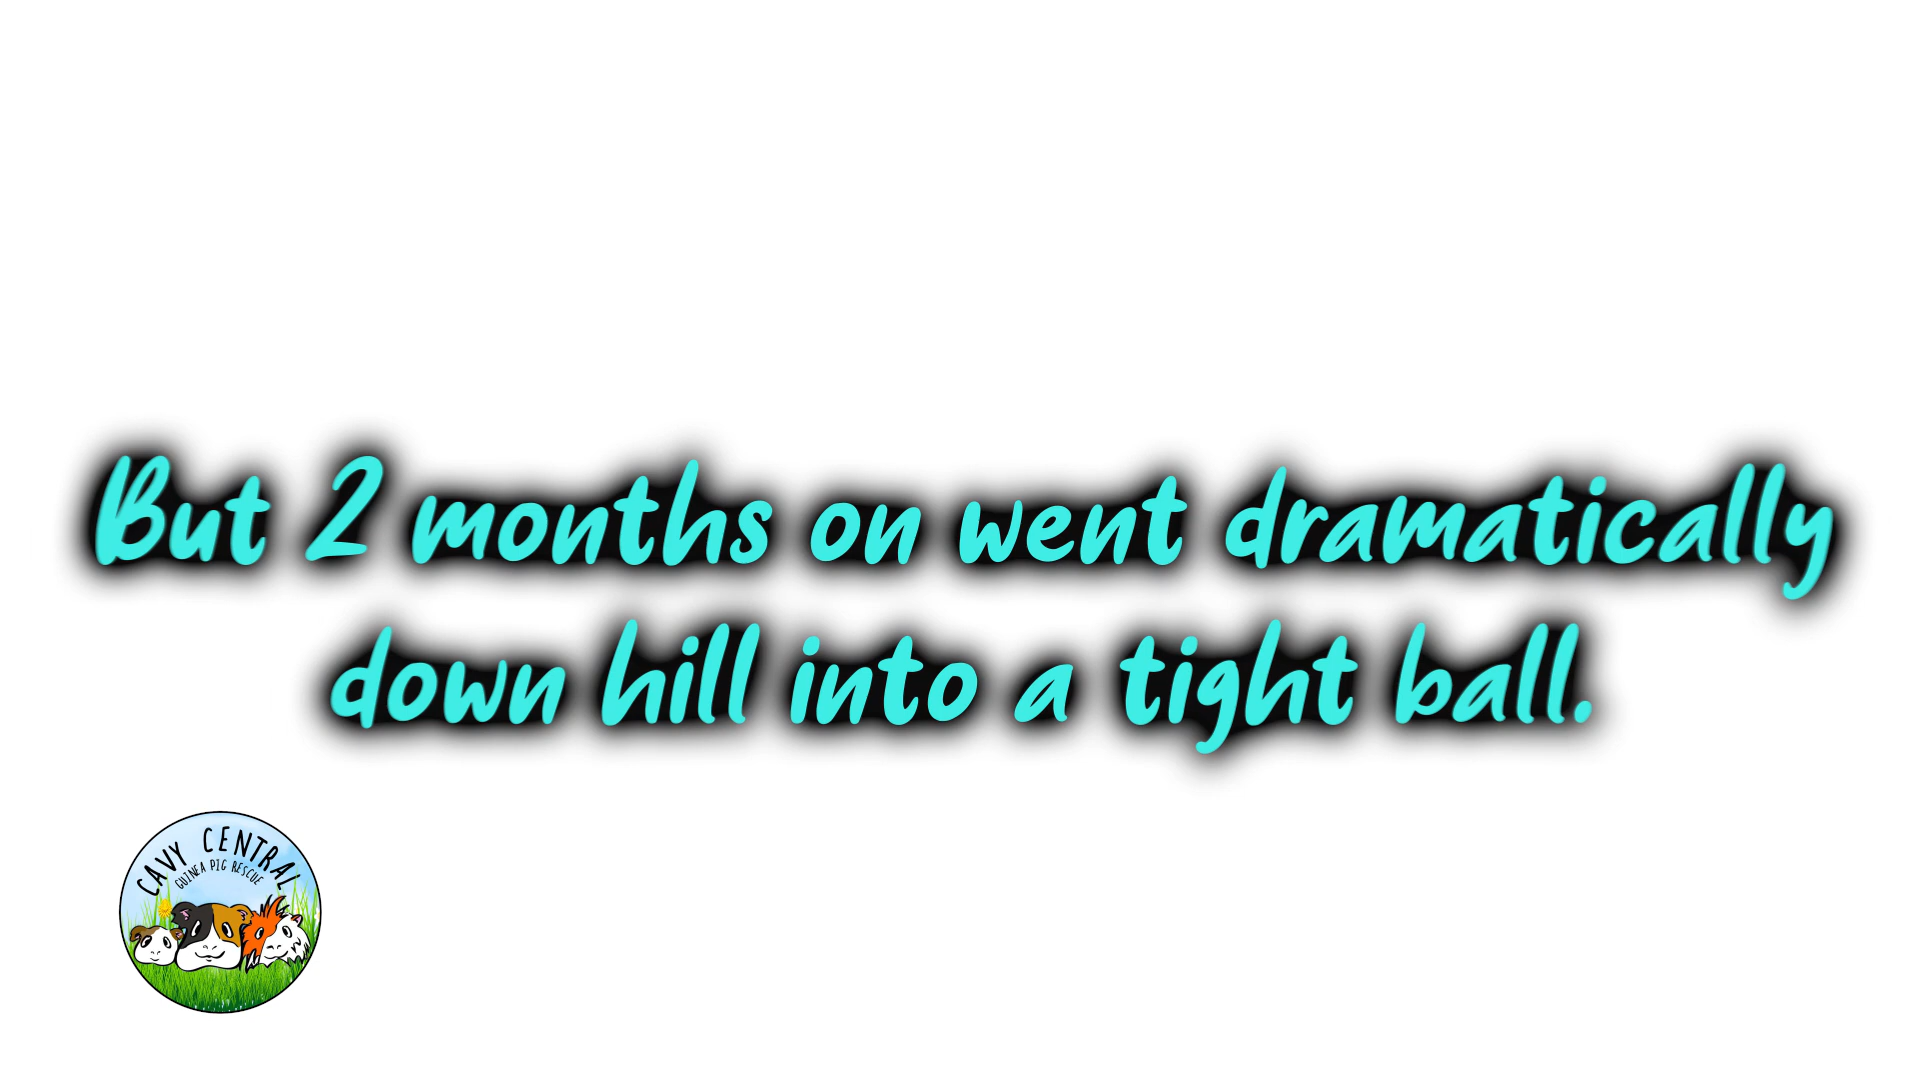 But 2 months on went dramatically
down hill into a tight ball.
CAVY CENTRAL
GUINEA PIG RESCUE